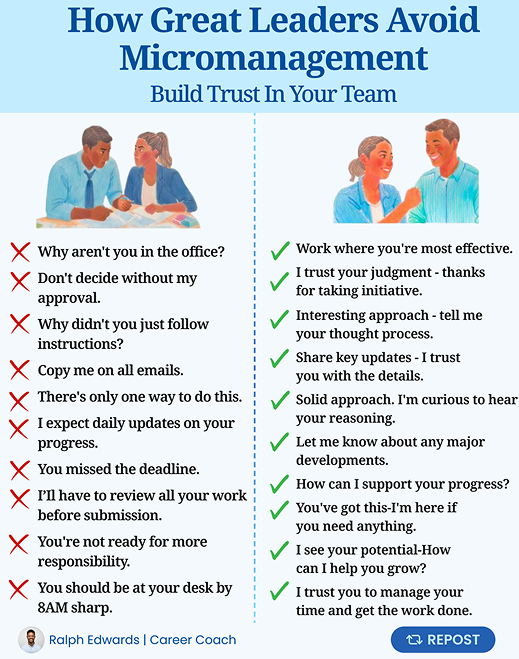 How Great Leaders Avoid
Micromanagement
Build Trust In Your Team
Why aren't you in the office?
Don't decide without my
approval.
Why didn't you just follow
instructions?
Copy me on all emails.
There's only one way to do this.
I expect daily updates on your
progress.
You missed the deadline.
I'll have to review all your work
before submission.
You're not ready for more
responsibility.
You should be at your desk by
8AM sharp.
Work where you're most effective.
I trust your judgment - thanks
for taking initiative.
Interesting approach - tell me
your thought process.
Share key updates - I trust
you with the details.
Solid approach. I'm curious to hear
your reasoning.
Let me know about any major
developments.
How can I support your progress?
You've got this-I'm here if
you need anything.
I see your potential-How
can I help you grow?
I trust you to manage your
time and get the work done.
Ralph Edwards | Career Coach
REPOST